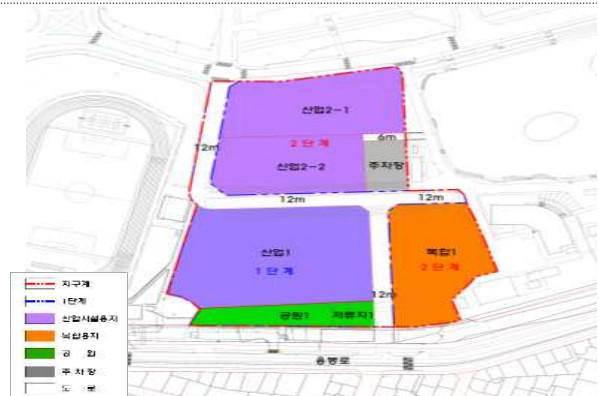 산업2-1
12m
2 단 계
6m
산업2-2
주차장
12m
12m
산업1
1 단 계
복합1
2 단 계
12m
공원1
저류지1
용봉로
지구계
1단계
산업시설용지
복합용지
공 원
주 차 장
도 로